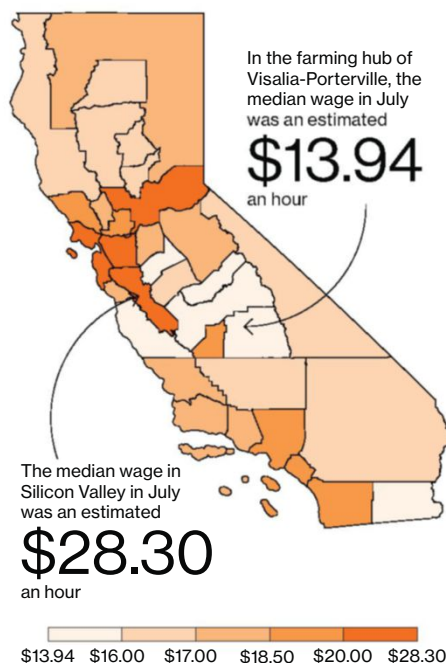 In the farming hub of
Visalia-Porterville, the
median wage in July
was an estimated
$13.94
an hour
The median wage in
Silicon Valley in July
was an estimated
$28.30
an hour
$13.94 $16.00 $17.00 $18.50 $20.00 $28.30